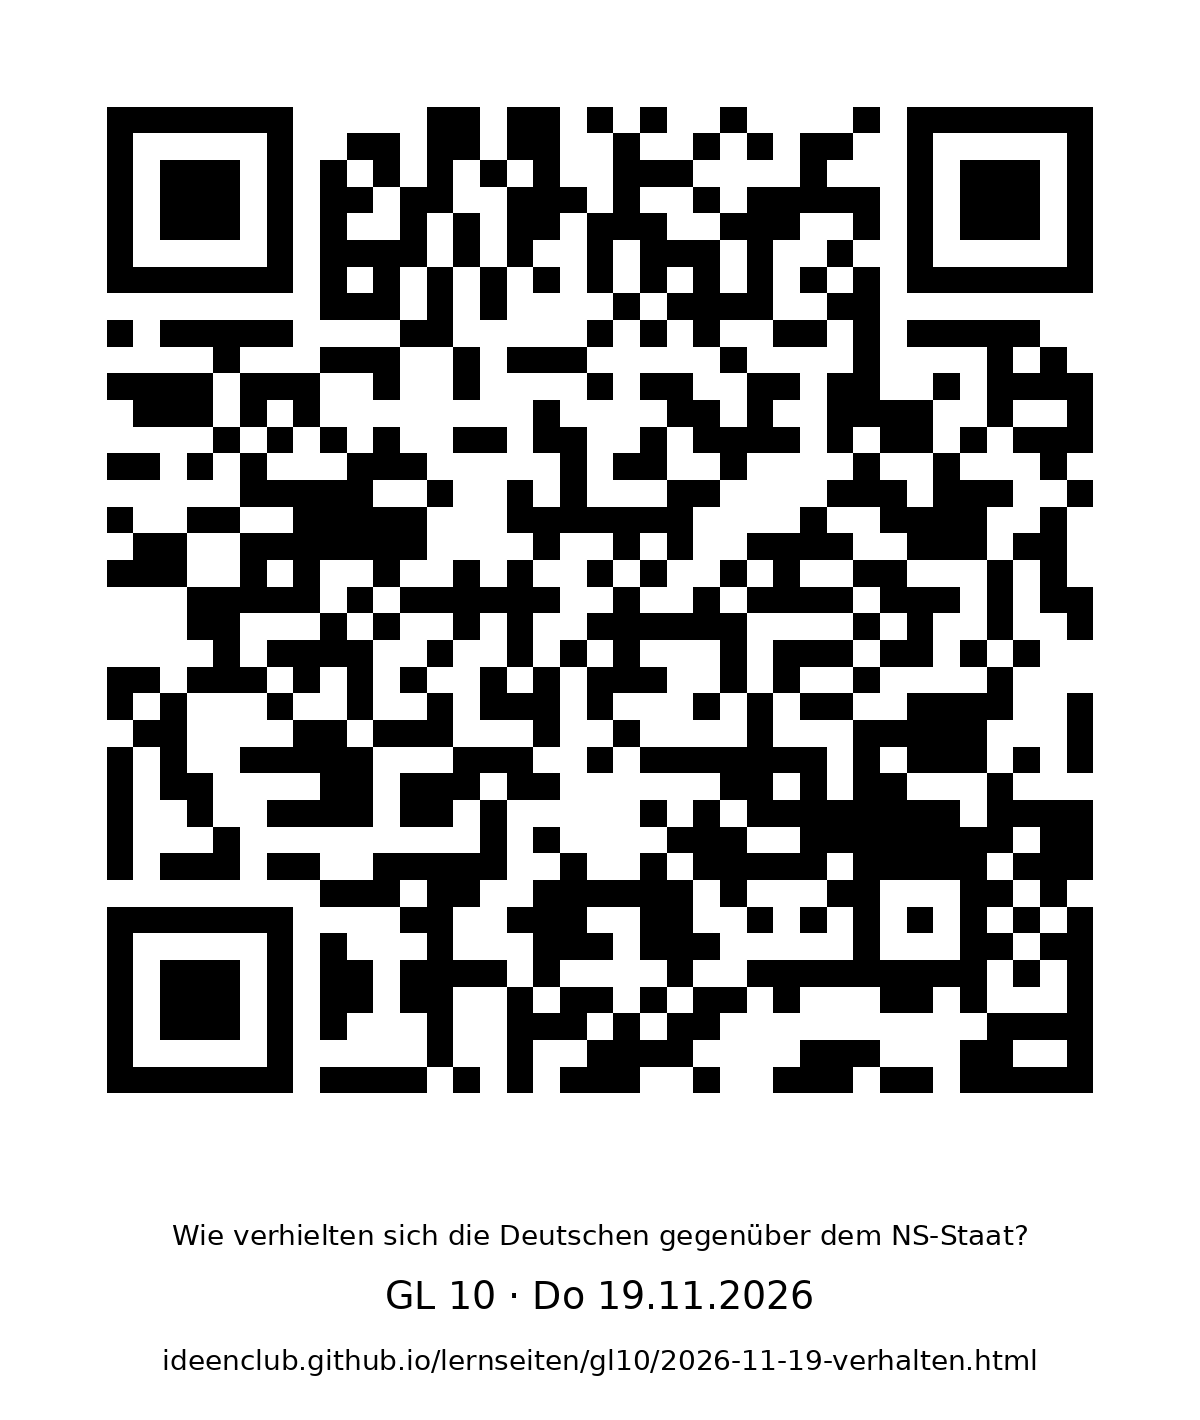 Wie verhielten sich die Deutschen gegenüber dem NS-Staat?
GL 10 · Do 19.11.2026
ideenclub.github.io/lernseiten/gl10/2026-11-19-verhalten.html